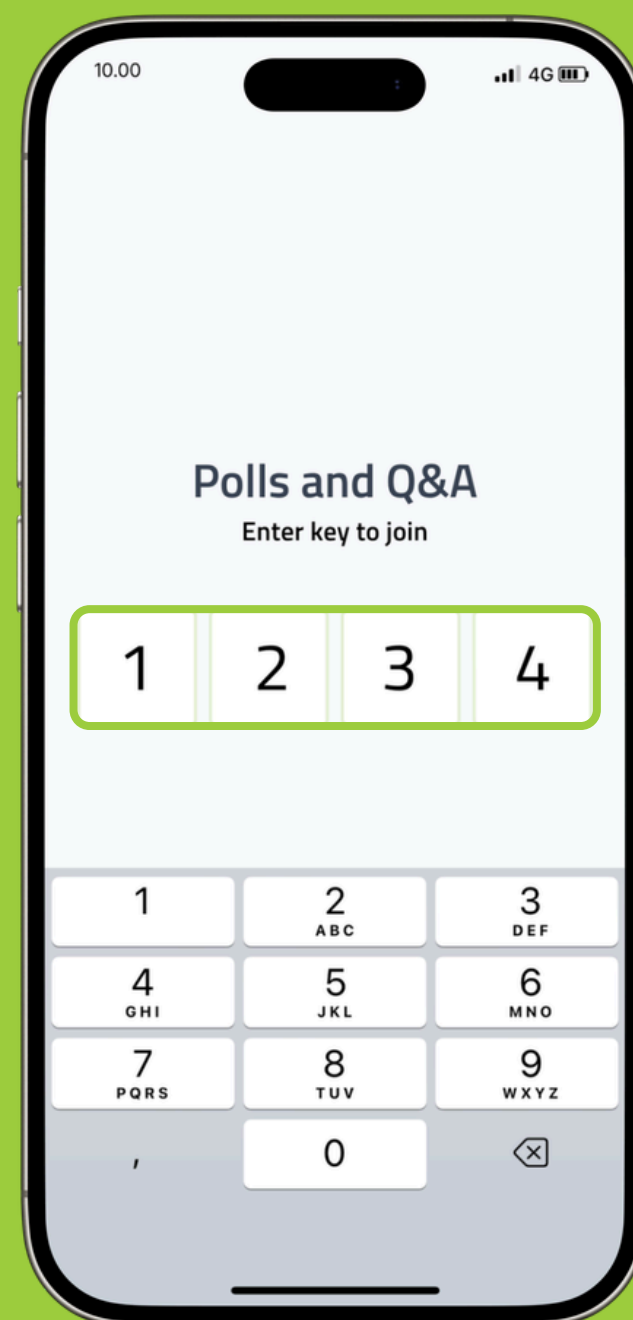 10.00 4G
Polls and Q&A
Enter key to join
1 2 3 4
1 2 3
ABC DEF
4 5 6
GHI JKL MNO
7 8 9
PQRS TUV WXYZ
, 0